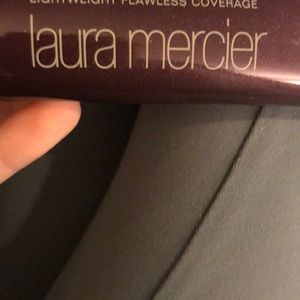 LIGHTWEIGHT FLAWLESS COVERAGE
laura mercier